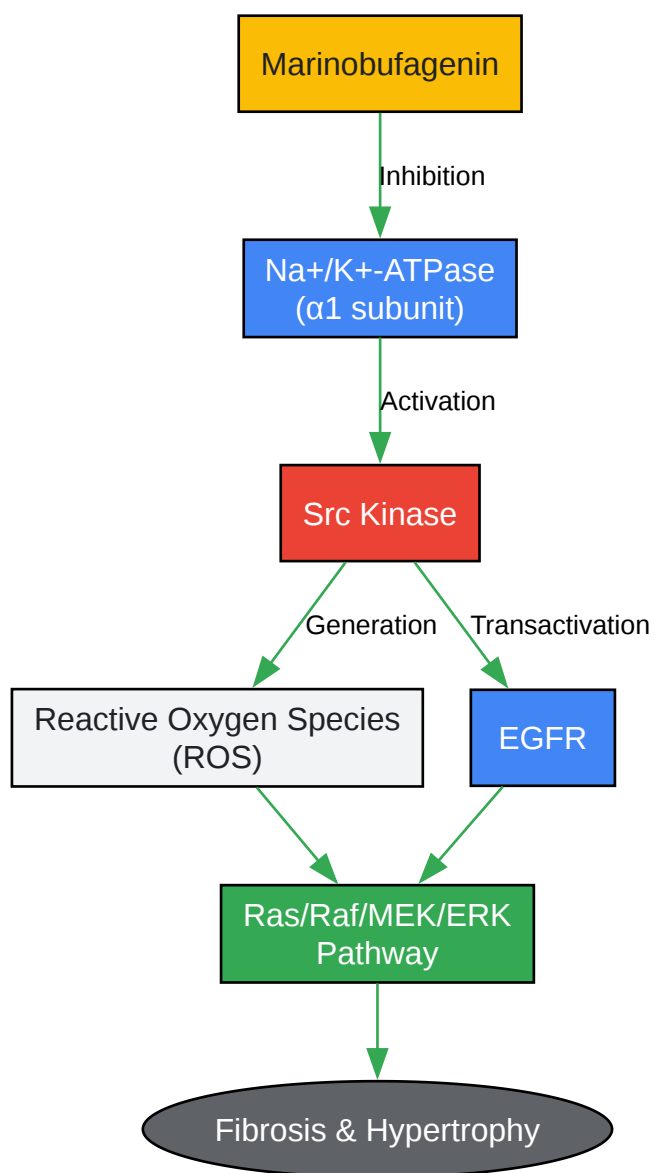 Marinobufagenin
Inhibition
Na+/K+-ATPase
(α1 subunit)
Activation
Src Kinase
Generation
Transactivation
Reactive Oxygen Species
(ROS)
EGFR
Ras/Raf/MEK/ERK
Pathway
Fibrosis & Hypertrophy